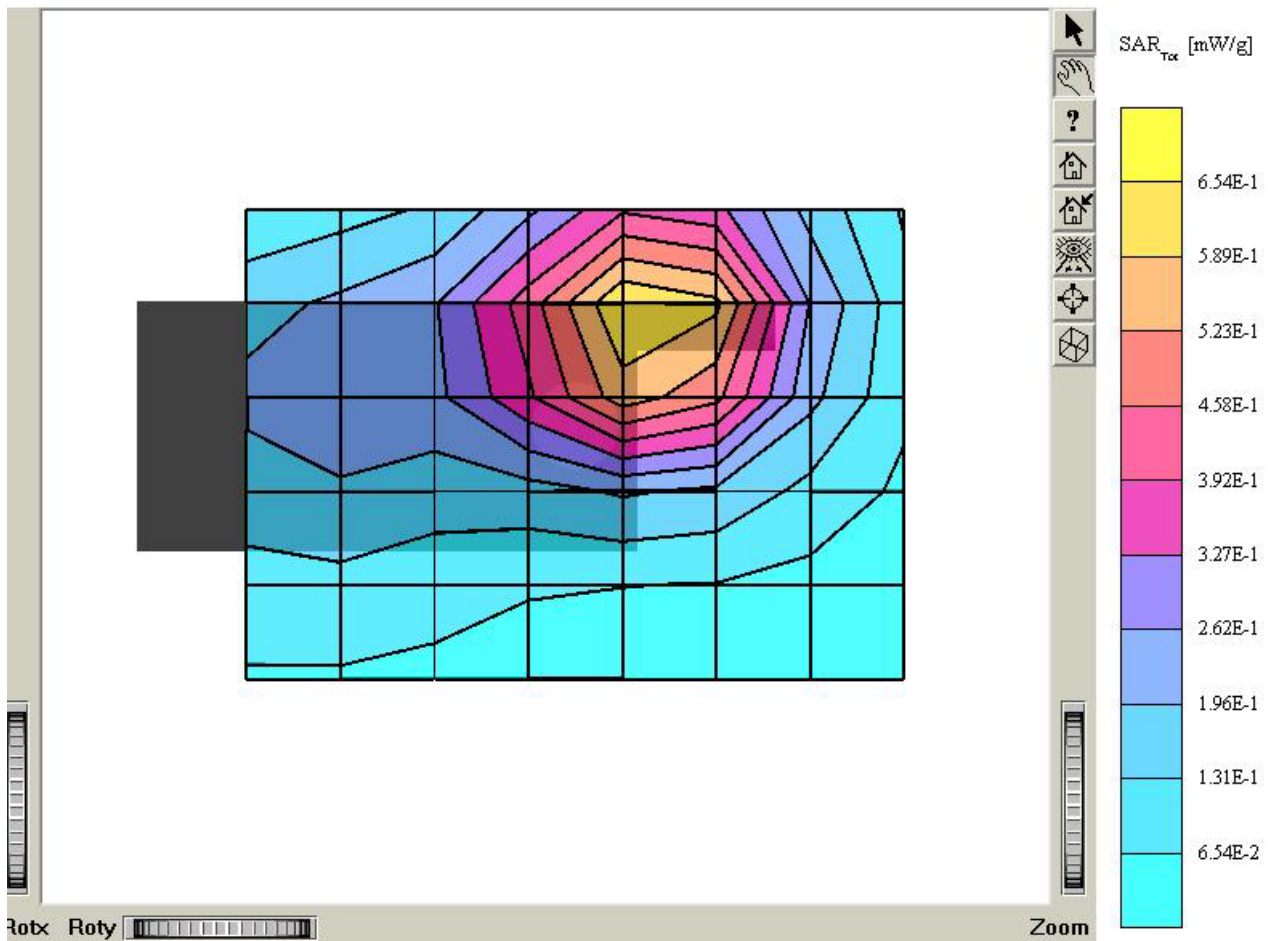 SAR_Tot [mW/g]
?
6.54E-1
5.89E-1
5.23E-1
4.58E-1
3.92E-1
3.27E-1
2.62E-1
1.96E-1
1.31E-1
6.54E-2
Rotx Roty Zoom